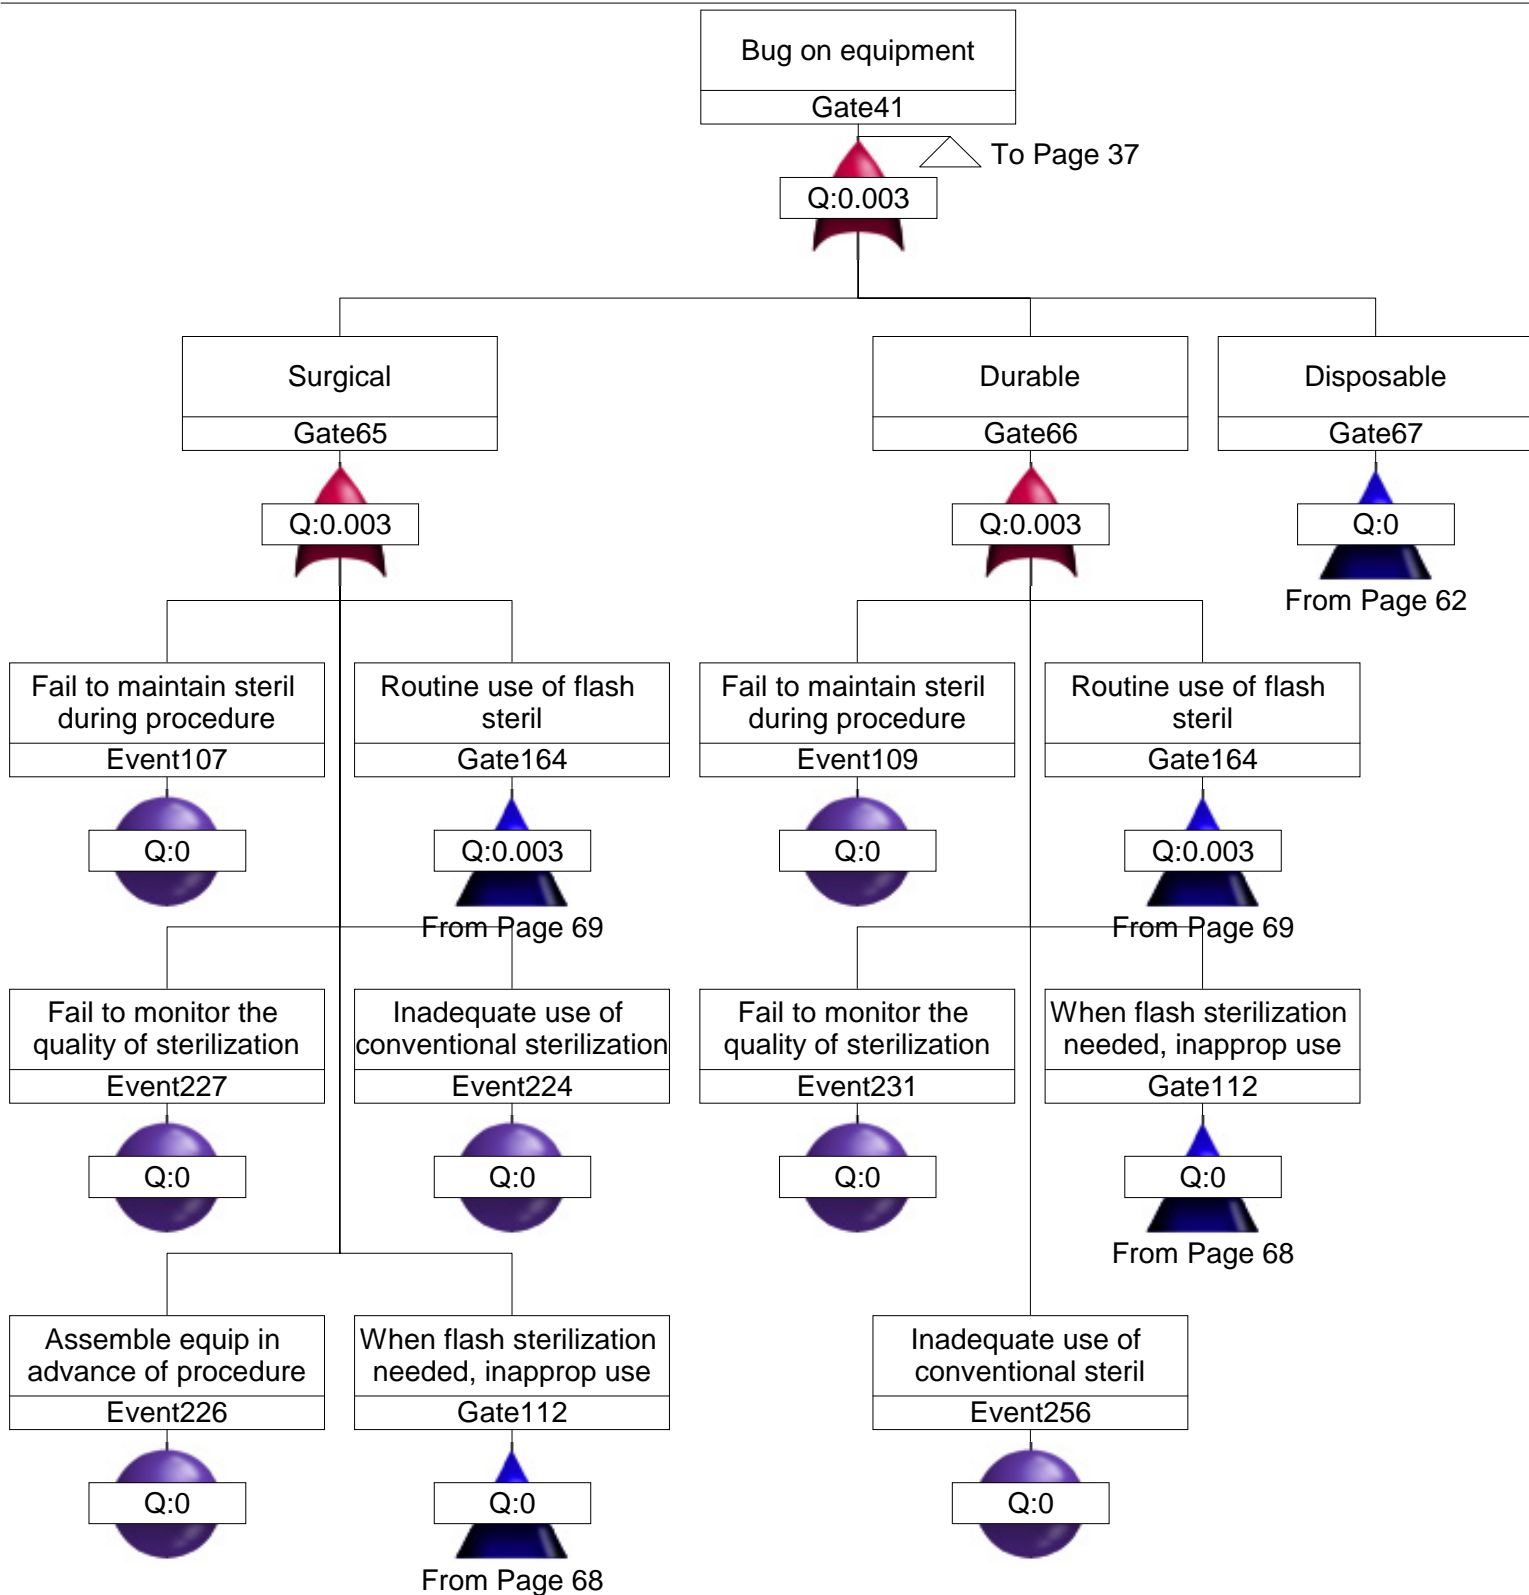 Bug on equipment
Gate41
To Page 37
Q:0.003
Surgical
Gate65
Q:0.003
Durable
Gate66
Q:0.003
Disposable
Gate67
Q:0
From Page 62
Fail to maintain steril
during procedure
Event107
Q:0
Routine use of flash
steril
Gate164
Q:0.003
From Page 69
Fail to maintain steril
during procedure
Event109
Q:0
Routine use of flash
steril
Gate164
Q:0.003
From Page 69
Fail to monitor the
quality of sterilization
Event227
Q:0
Inadequate use of
conventional sterilization
Event224
Q:0
Fail to monitor the
quality of sterilization
Event231
Q:0
When flash sterilization
needed, inapprop use
Gate112
Q:0
From Page 68
Assemble equip in
advance of procedure
Event226
Q:0
When flash sterilization
needed, inapprop use
Gate112
Q:0
From Page 68
Inadequate use of
conventional steril
Event256
Q:0